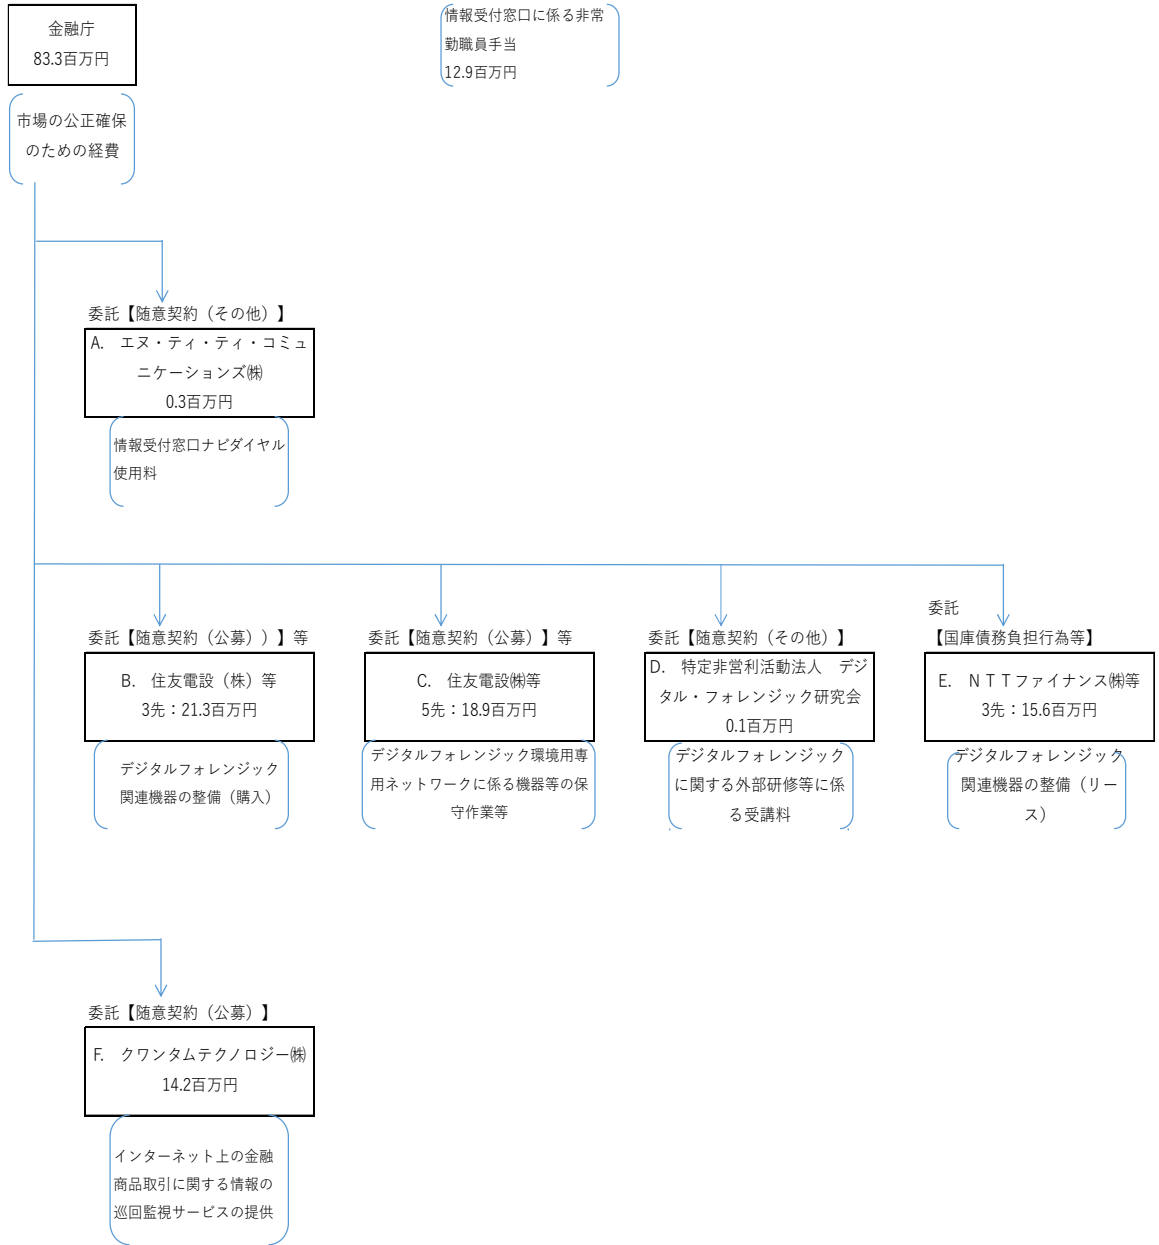 金融庁
83.3百万円
情報受付窓口に係る非常
勤職員手当
12.9百万円
市場の公正確保
のための経費
委託【随意契約（その他）】
A.　エヌ・ティ・ティ・コミュ
ニケーションズ㈱
0.3百万円
情報受付窓口ナビダイヤル
使用料
委託【随意契約（公募））】等
B.　住友電設（株）等
3先：21.3百万円
デジタルフォレンジック
関連機器の整備（購入）
委託【随意契約（公募）】等
C.　住友電設㈱等
5先：18.9百万円
デジタルフォレンジック環境用専
用ネットワークに係る機器等の保
守作業等
委託【随意契約（その他）】
D.　特定非営利活動法人　デジ
タル・フォレンジック研究会
0.1百万円
デジタルフォレンジック
に関する外部研修等に係
る受講料
委託
【国庫債務負担行為等】
E.　ＮＴＴファイナンス㈱等
3先：15.6百万円
デジタルフォレンジック
関連機器の整備（リー
ス）
委託【随意契約（公募）】
F.　クワンタムテクノロジー㈱
14.2百万円
インターネット上の金融
商品取引に関する情報の
巡回監視サービスの提供